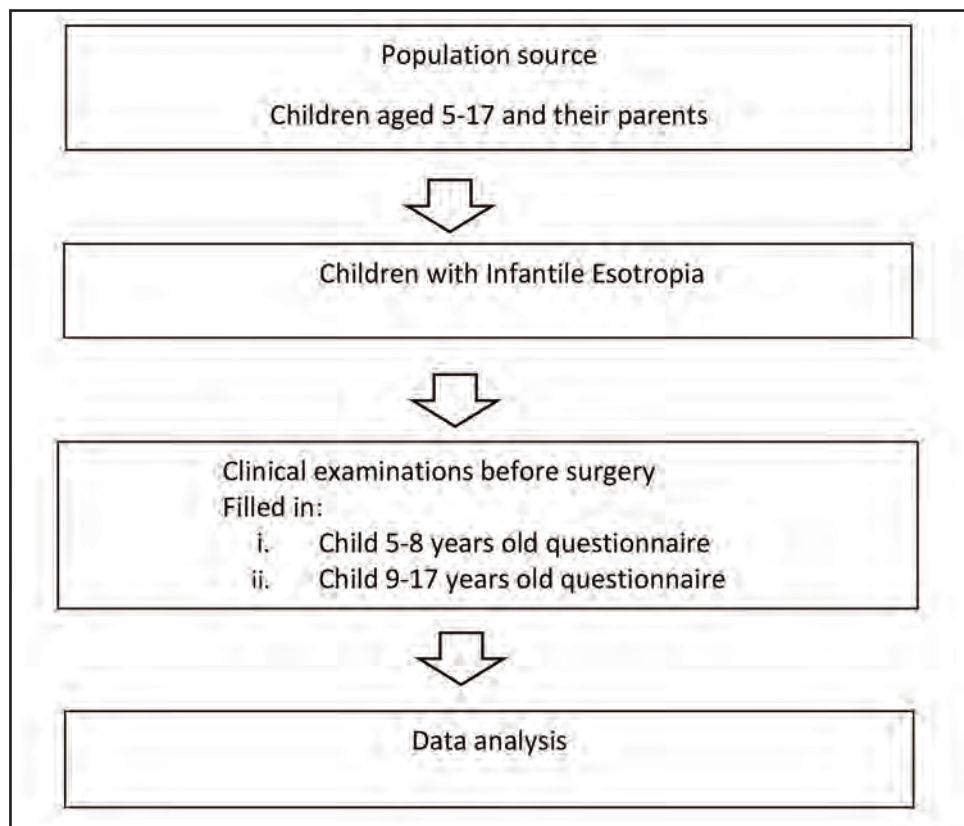 Population source
Children aged 5-17 and their parents
Children with Infantile Esotropia
Clinical examinations before surgery
Filled in:
i. Child 5-8 years old questionnaire
ii. Child 9-17 years old questionnaire
Data analysis